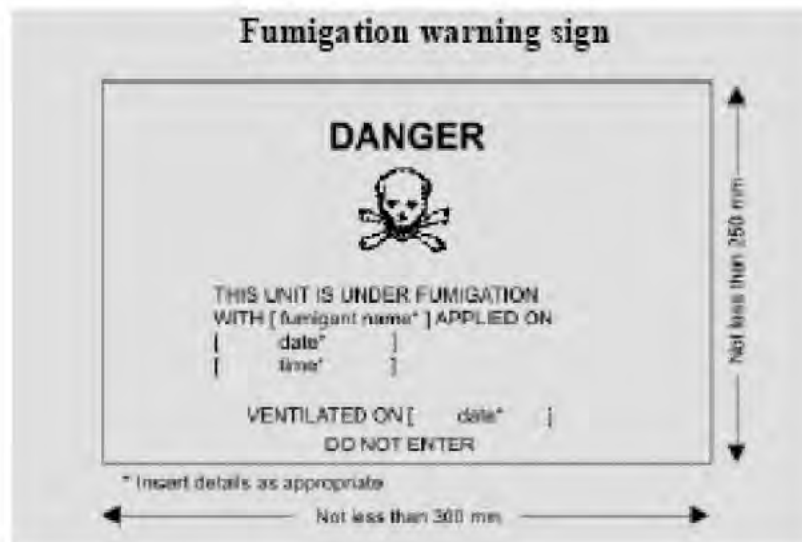 Fumigation warning sign
DANGER
THIS UNIT IS UNDER FUMIGATION
WITH [ fumigant name* ] APPLIED ON
[ date* ]
[ time* ]
VENTILATED ON [ date* ]
DO NOT ENTER
* Insert details as appropriate
Not less than 300 mm
Not less than 250 mm